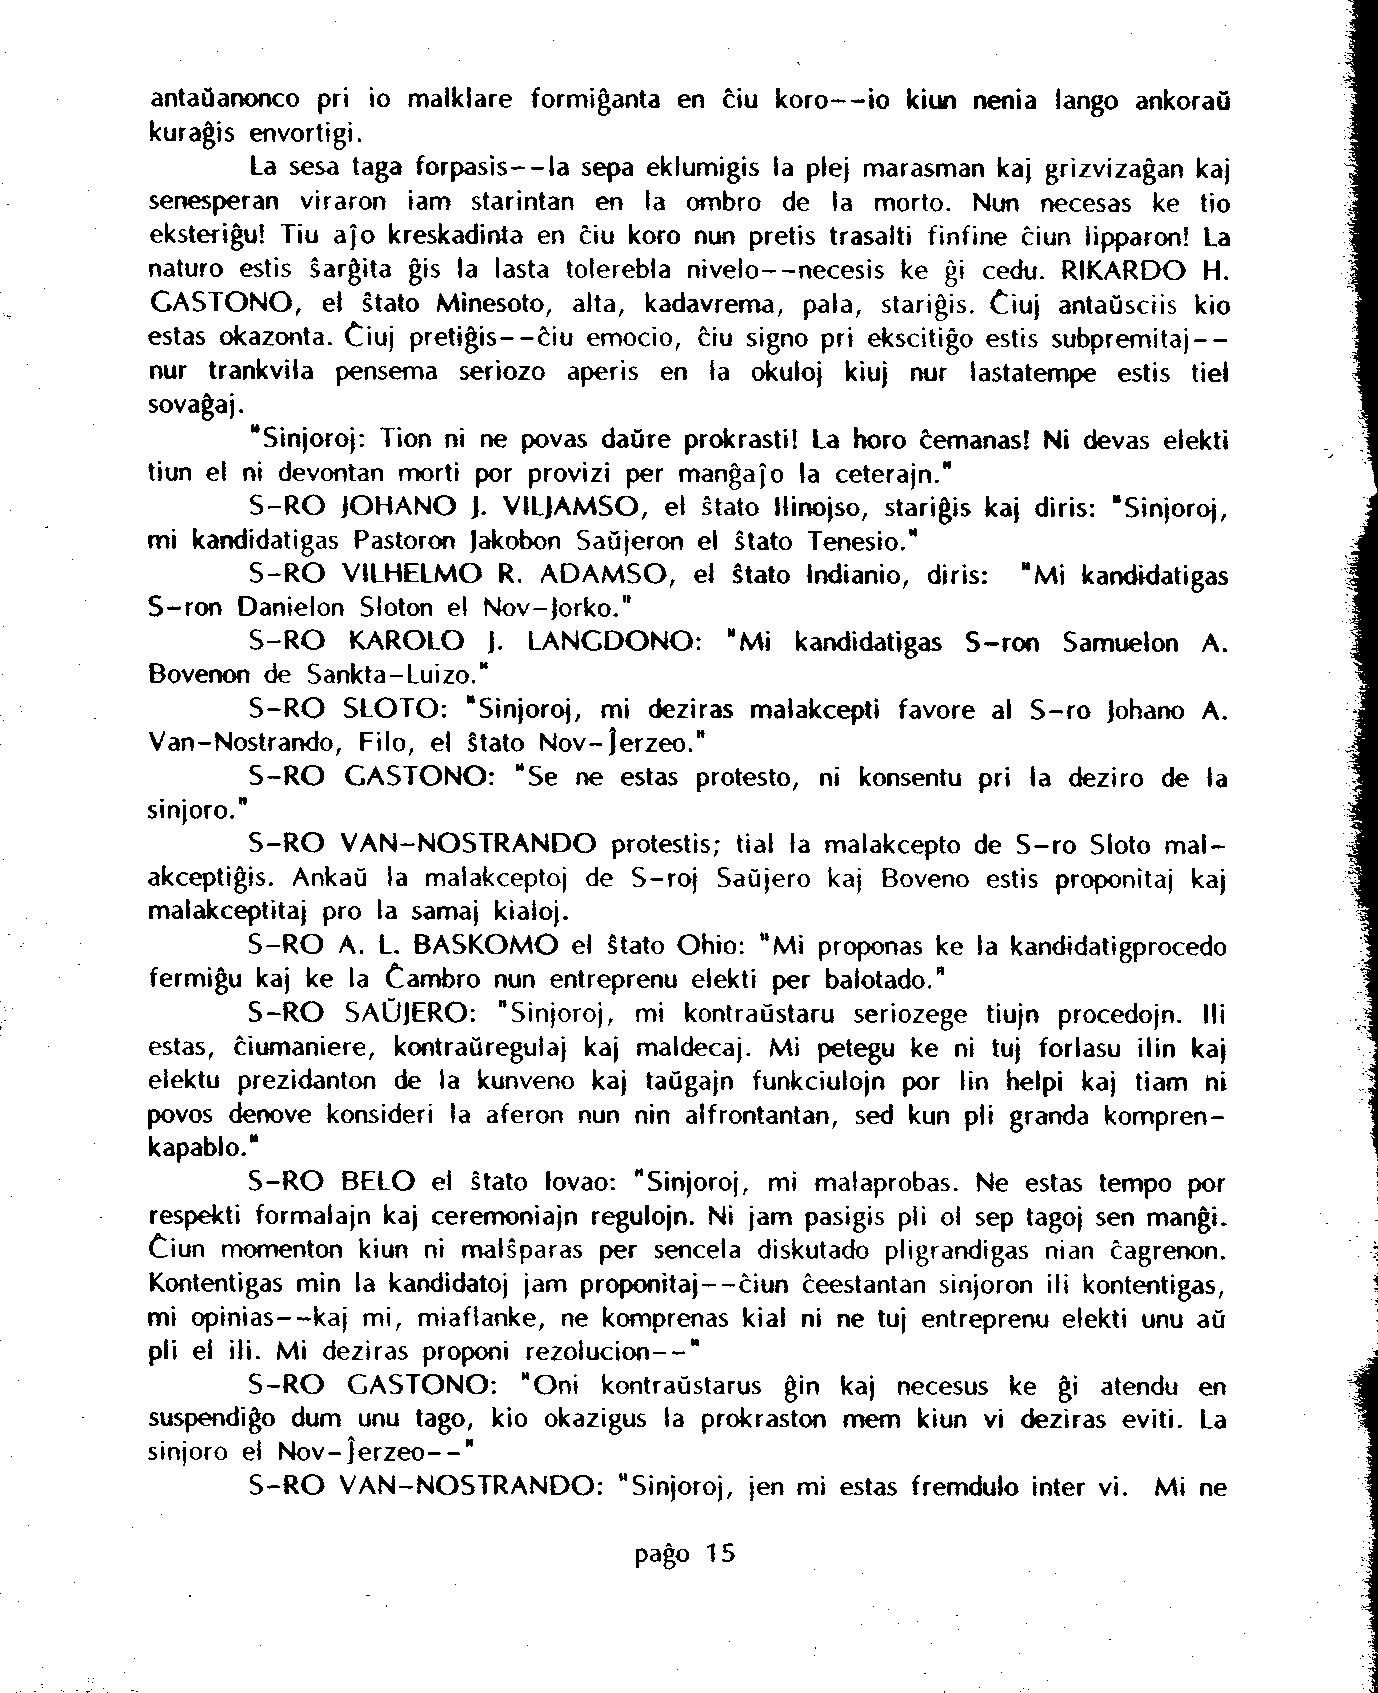 antaŭanonco pri io malklare formiĝanta en ĉiu koro--io kiun nenia lango ankoraŭ
kuraĝis envortigi.
La sesa taga forpasis--la sepa eklumigis la plej marasman kaj grizvizaĝan kaj
senesperan viraron iam starintan en la ombro de la morto. Nun necesas ke tio
eksteriĝu! Tiu aĵo kreskadinta en ĉiu koro nun pretis trasalti finfine ĉiun lipparon! La
naturo estis ŝarĝita ĝis la lasta tolerebla nivelo--necesis ke ĝi cedu. RIKARDO H.
GASTONO, el ŝtato Minesoto, alta, kadavrema, pala, stariĝis. Ĉiuj antaŭsciis kio
estas okazonta. Ĉiuj pretiĝis--ĉiu emocio, ĉiu signo pri ekscitiĝo estis subpremitaj--
nur trankvila pensema seriozo aperis en la okuloj kiuj nur lastatempe estis tiel
sovaĝaj.
"Sinjoroj: Tion ni ne povas daŭre prokrasti! La horo ĉemanas! Ni devas elekti
tiun el ni devontan morti por provizi per manĝaĵo la ceterajn."
S-RO JOHANO J. VILJAMSO, el ŝtato Ilinojso, stariĝis kaj diris: "Sinjoroj,
mi kandidatigas Pastoron Jakobon Saŭjeron el ŝtato Tenesio."
S-RO VILHELMO R. ADAMSO, el ŝtato Indianio, diris: "Mi kandidatigas
S-ron Danielon Sloton el Nov-Jorko."
S-RO KAROLO J. LANGDONO: "Mi kandidatigas S-ron Samuelon A.
Bovenon de Sankta-Luizo."
S-RO SLOTO: "Sinjoroj, mi deziras malakcepti favore al S-ro Johano A.
Van-Nostrando, Filo, el ŝtato Nov-Ĵerzeo."
S-RO GASTONO: "Se ne estas protesto, ni konsentu pri la deziro de la
sinjoro."
S-RO VAN-NOSTRANDO protestis; tial la malakcepto de S-ro Sloto mal-
akceptiĝis. Ankaŭ la malakceptoj de S-roj Saŭjero kaj Boveno estis proponitaj kaj
malakceptitaj pro la samaj kialoj.
S-RO A. L. BASKOMO el ŝtato Ohio: "Mi proponas ke la kandidatigprocedo
fermiĝu kaj ke la Ĉambro nun entreprenu elekti per balotado."
S-RO SAŬJERO: "Sinjoroj, mi kontraŭstaru seriozege tiujn procedojn. Ili
estas, ĉiumaniere, kontraŭregulaj kaj maldecaj. Mi petegu ke ni tuj forlasu ilin kaj
elektu prezidanton de la kunveno kaj taŭgajn funkciulojn por lin helpi kaj tiam ni
povos denove konsideri la aferon nun nin alfrontantan, sed kun pli granda kompren-
kapablo."
S-RO BELO el ŝtato Iovao: "Sinjoroj, mi malaprobas. Ne estas tempo por
respekti formalajn kaj ceremoniajn regulojn. Ni jam pasigis pli ol sep tagoj sen manĝi.
Ĉiun momenton kiun ni malŝparas per sencela diskutado pligrandigas nian ĉagrenon.
Kontentigas min la kandidatoj jam proponitaj--ĉiun ĉeestantan sinjoron ili kontentigas,
mi opinias--kaj mi, miaflanke, ne komprenas kial ni ne tuj entreprenu elekti unu aŭ
pli el ili. Mi deziras proponi rezolucion--"
S-RO GASTONO: "Oni kontraŭstarus ĝin kaj necesus ke ĝi atendu en
suspendiĝo dum unu tago, kio okazigus la prokraston mem kiun vi deziras eviti. La
sinjoro el Nov-Ĵerzeo--"
S-RO VAN-NOSTRANDO: "Sinjoroj, jen mi estas fremdulo inter vi. Mi ne
paĝo 15